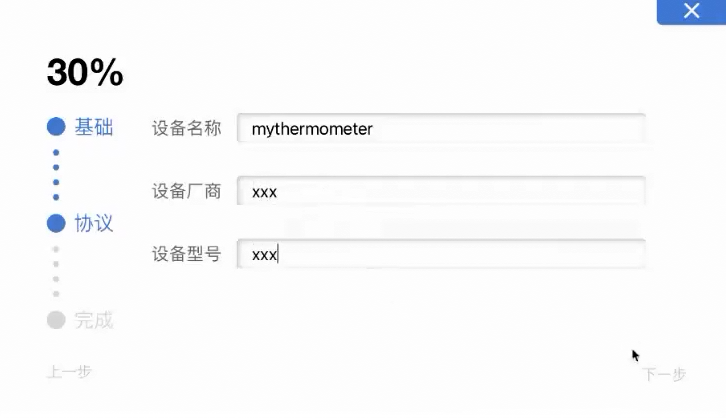 30%
基础
设备名称 mythermometer
设备厂商 xxx
协议
设备型号 xxx
完成
上一步
下一步